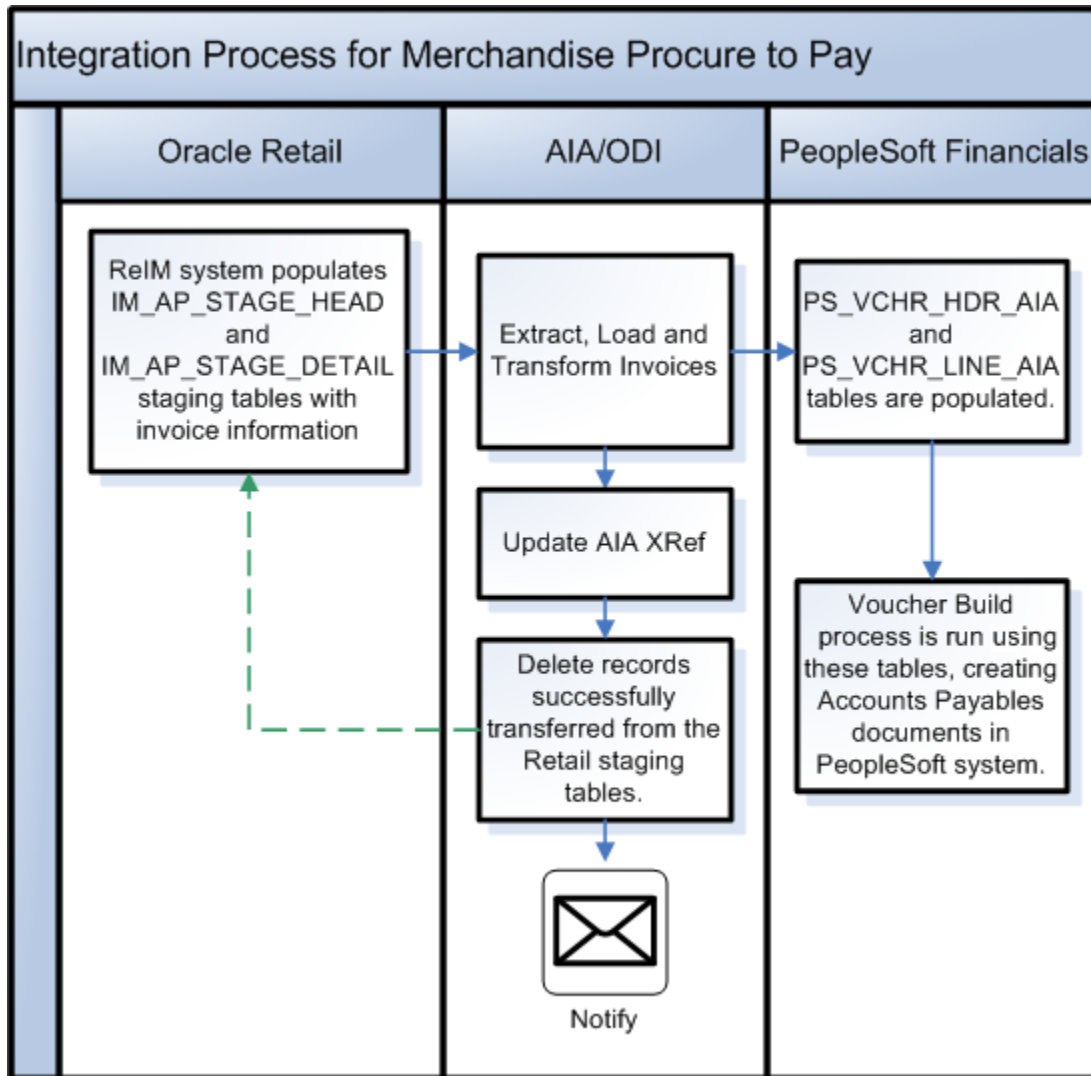 Integration Process for Merchandise Procure to Pay
Oracle Retail
AIA/ODI
PeopleSoft Financials
ReIM system populates
IM_AP_STAGE_HEAD
and
IM_AP_STAGE_DETAIL
staging tables with
invoice information
Extract, Load and
Transform Invoices
PS_VCHR_HDR_AIA
and
PS_VCHR_LINE_AIA
tables are populated.
Update AIA XRef
Delete records
successfully
transferred from the
Retail staging
tables.
Voucher Build
process is run using
these tables, creating
Accounts Payables
documents in
PeopleSoft system.
Notify